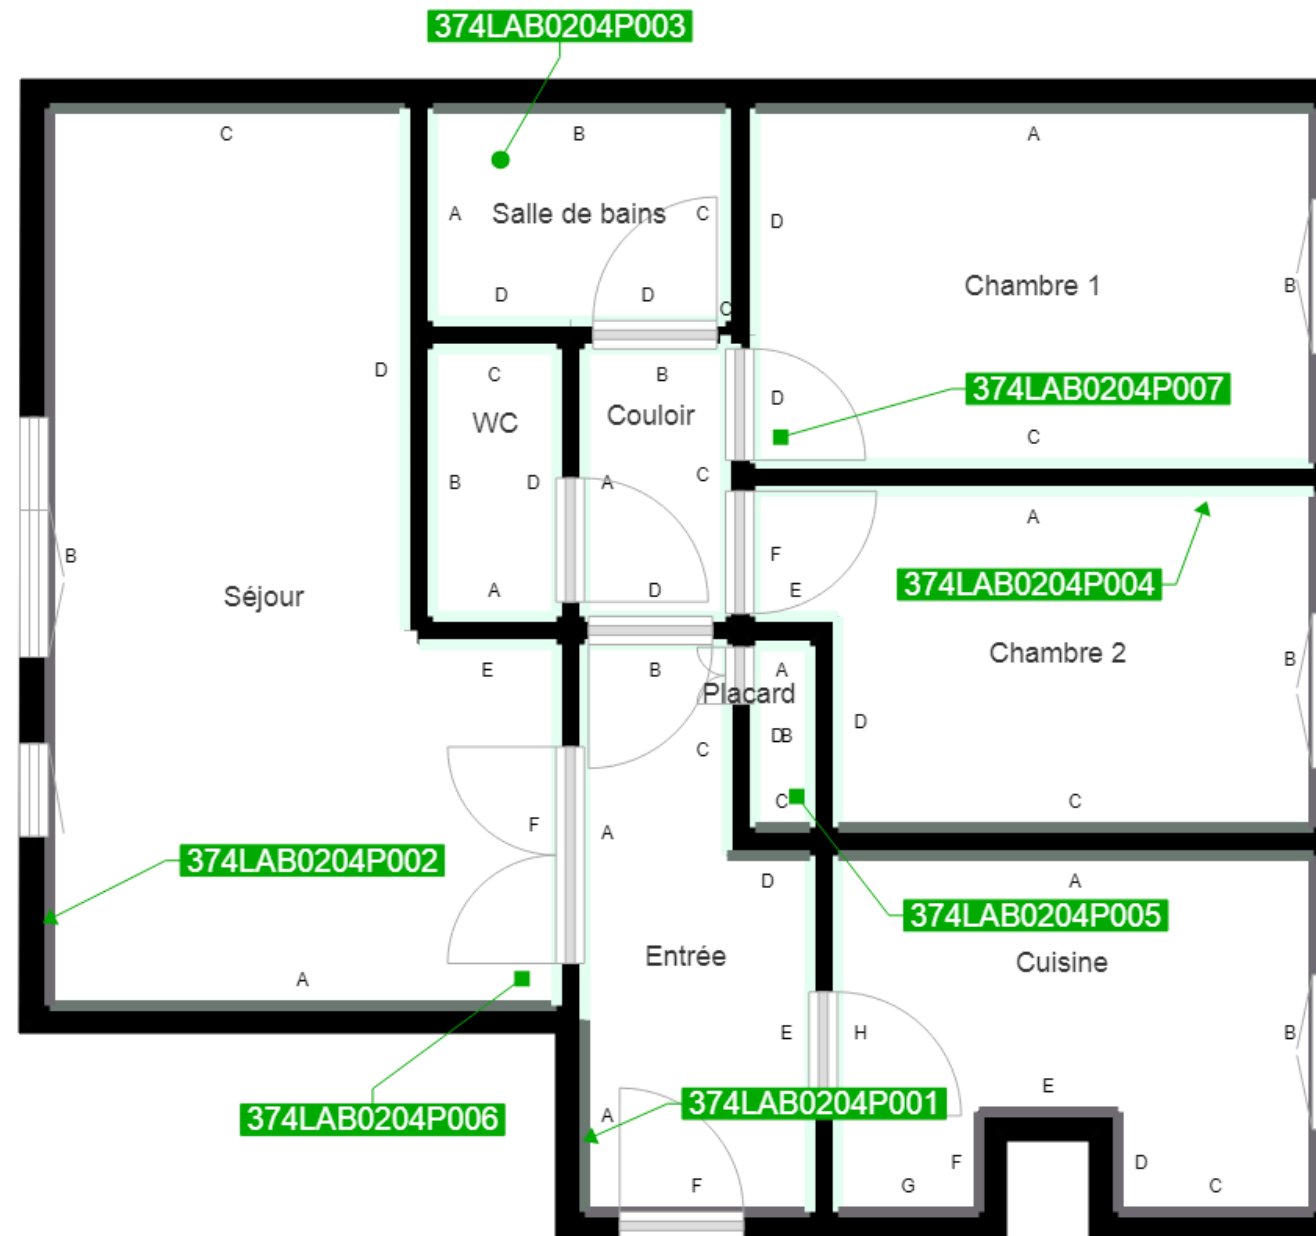 374LAB0204P003
C
B
A
A
Salle de bains
C
D
D
D
D
C
Chambre 1
B
D
C
B
D
374LAB0204P007
WC
Couloir
C
B
D
A
C
A
B
F
374LAB0204P004
A
D
E
Séjour
Chambre 2
E
B
A
B
Placard
D
C
DB
C
C
F
A
374LAB0204P002
D
A
374LAB0204P005
Entrée
Cuisine
A
E
H
B
E
374LAB0204P001
374LAB0204P006
A
F
D
F
G
C